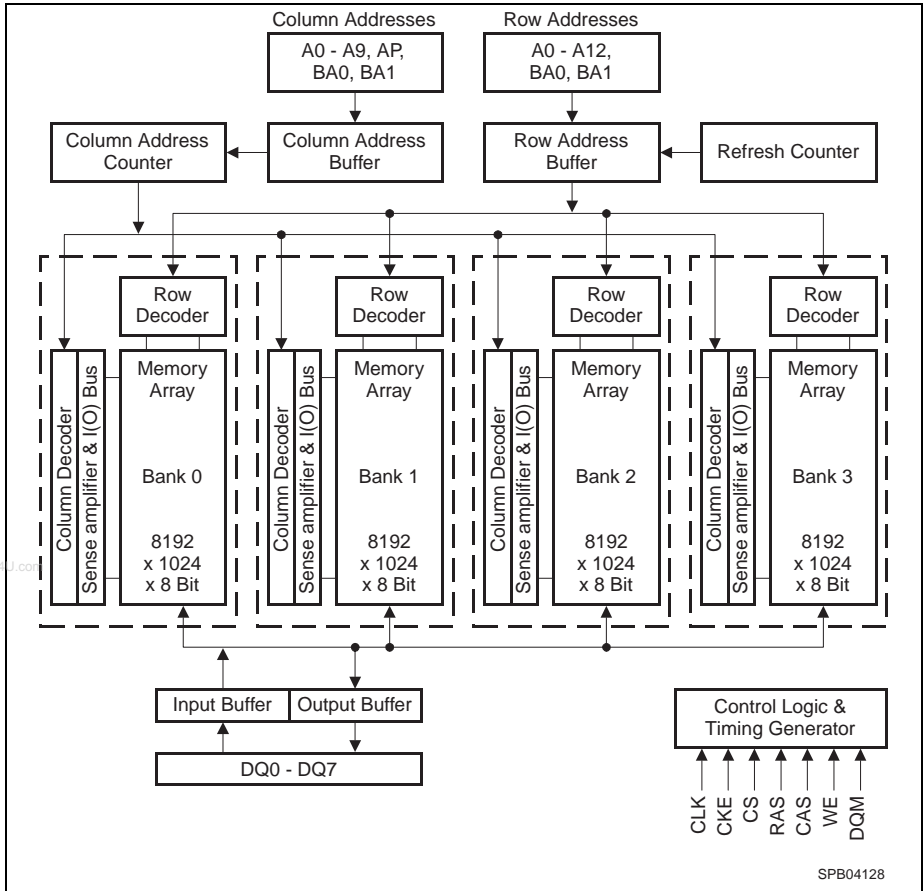 Column Addresses
Row Addresses
A0 - A9, AP,
BA0, BA1
A0 - A12,
BA0, BA1
Column Address
Counter
Column Address
Buffer
Row Address
Buffer
Refresh Counter
Row
Decoder
Row
Decoder
Row
Decoder
Row
Decoder
Column Decoder
Sense amplifier & I(O) Bus
Memory
Array
Bank 0
8192
x 1024
x 8 Bit
Column Decoder
Sense amplifier & I(O) Bus
Memory
Array
Bank 1
8192
x 1024
x 8 Bit
Column Decoder
Sense amplifier & I(O) Bus
Memory
Array
Bank 2
8192
x 1024
x 8 Bit
Column Decoder
Sense amplifier & I(O) Bus
Memory
Array
Bank 3
8192
x 1024
x 8 Bit
4U.com
Input Buffer
Output Buffer
DQ0 - DQ7
Control Logic &
Timing Generator
CLK
CKE
CS
RAS
CAS
WE
DQM
SPB04128